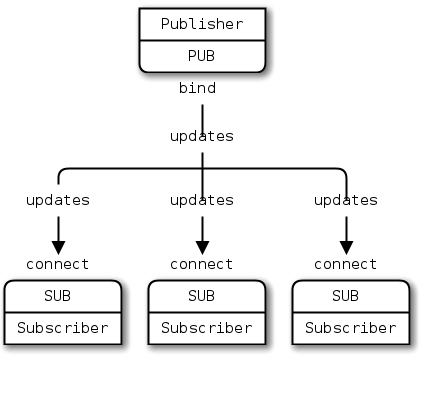 Publisher
PUB
bind
updates
updates updates updates
connect connect connect
SUB SUB SUB
Subscriber Subscriber Subscriber